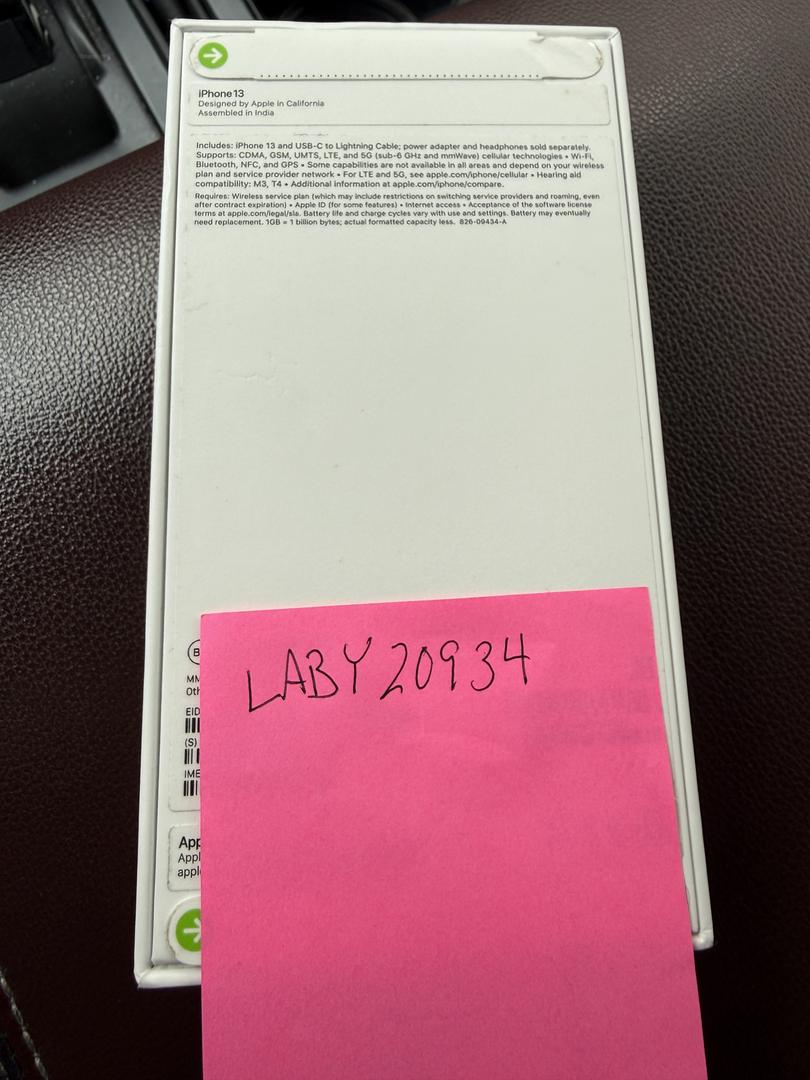 iPhone 13
Designed by Apple in California
Assembled in India
Includes: iPhone 13 and USB-C to Lightning Cable; power adapter and headphones sold separately.
Supports: CDMA, GSM, UMTS, LTE, and 5G (sub-6 GHz and mmWave) cellular technologies • Wi-Fi,
Bluetooth, NFC, and GPS • Some capabilities are not available in all areas and depend on your wireless
plan and service provider network • For LTE and 5G, see apple.com/iphone/cellular • Hearing aid
compatibility: M3, T4 • Additional information at apple.com/iphone/compare.
Requires: Wireless service plan (which may include restrictions on switching service providers and roaming, even
after contract expiration) • Apple ID (for some features) • Internet access • Acceptance of the software license
terms at apple.com/legal/sla. Battery life and charge cycles vary with use and settings. Battery may eventually
need replacement. 1GB = 1 billion bytes; actual formatted capacity less. 826-09434-A
LABY20934
B
MM
Oth
EID
(S)
IME
App
Appl
apple